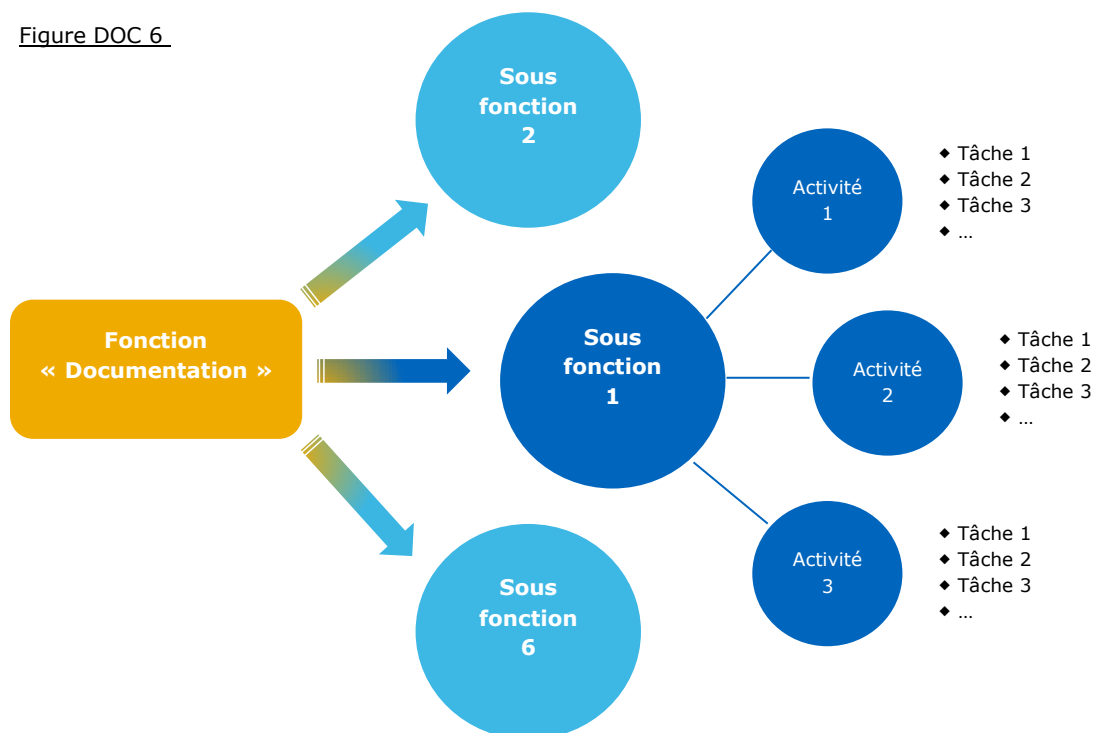 Figure DOC 6
Sous
fonction
2
Activité
1
◆ Tâche 1
◆ Tâche 2
◆ Tâche 3
◆ …
Fonction
« Documentation »
Sous
fonction
1
Activité
2
◆ Tâche 1
◆ Tâche 2
◆ Tâche 3
◆ …
Activité
3
◆ Tâche 1
◆ Tâche 2
◆ Tâche 3
◆ …
Sous
fonction
6